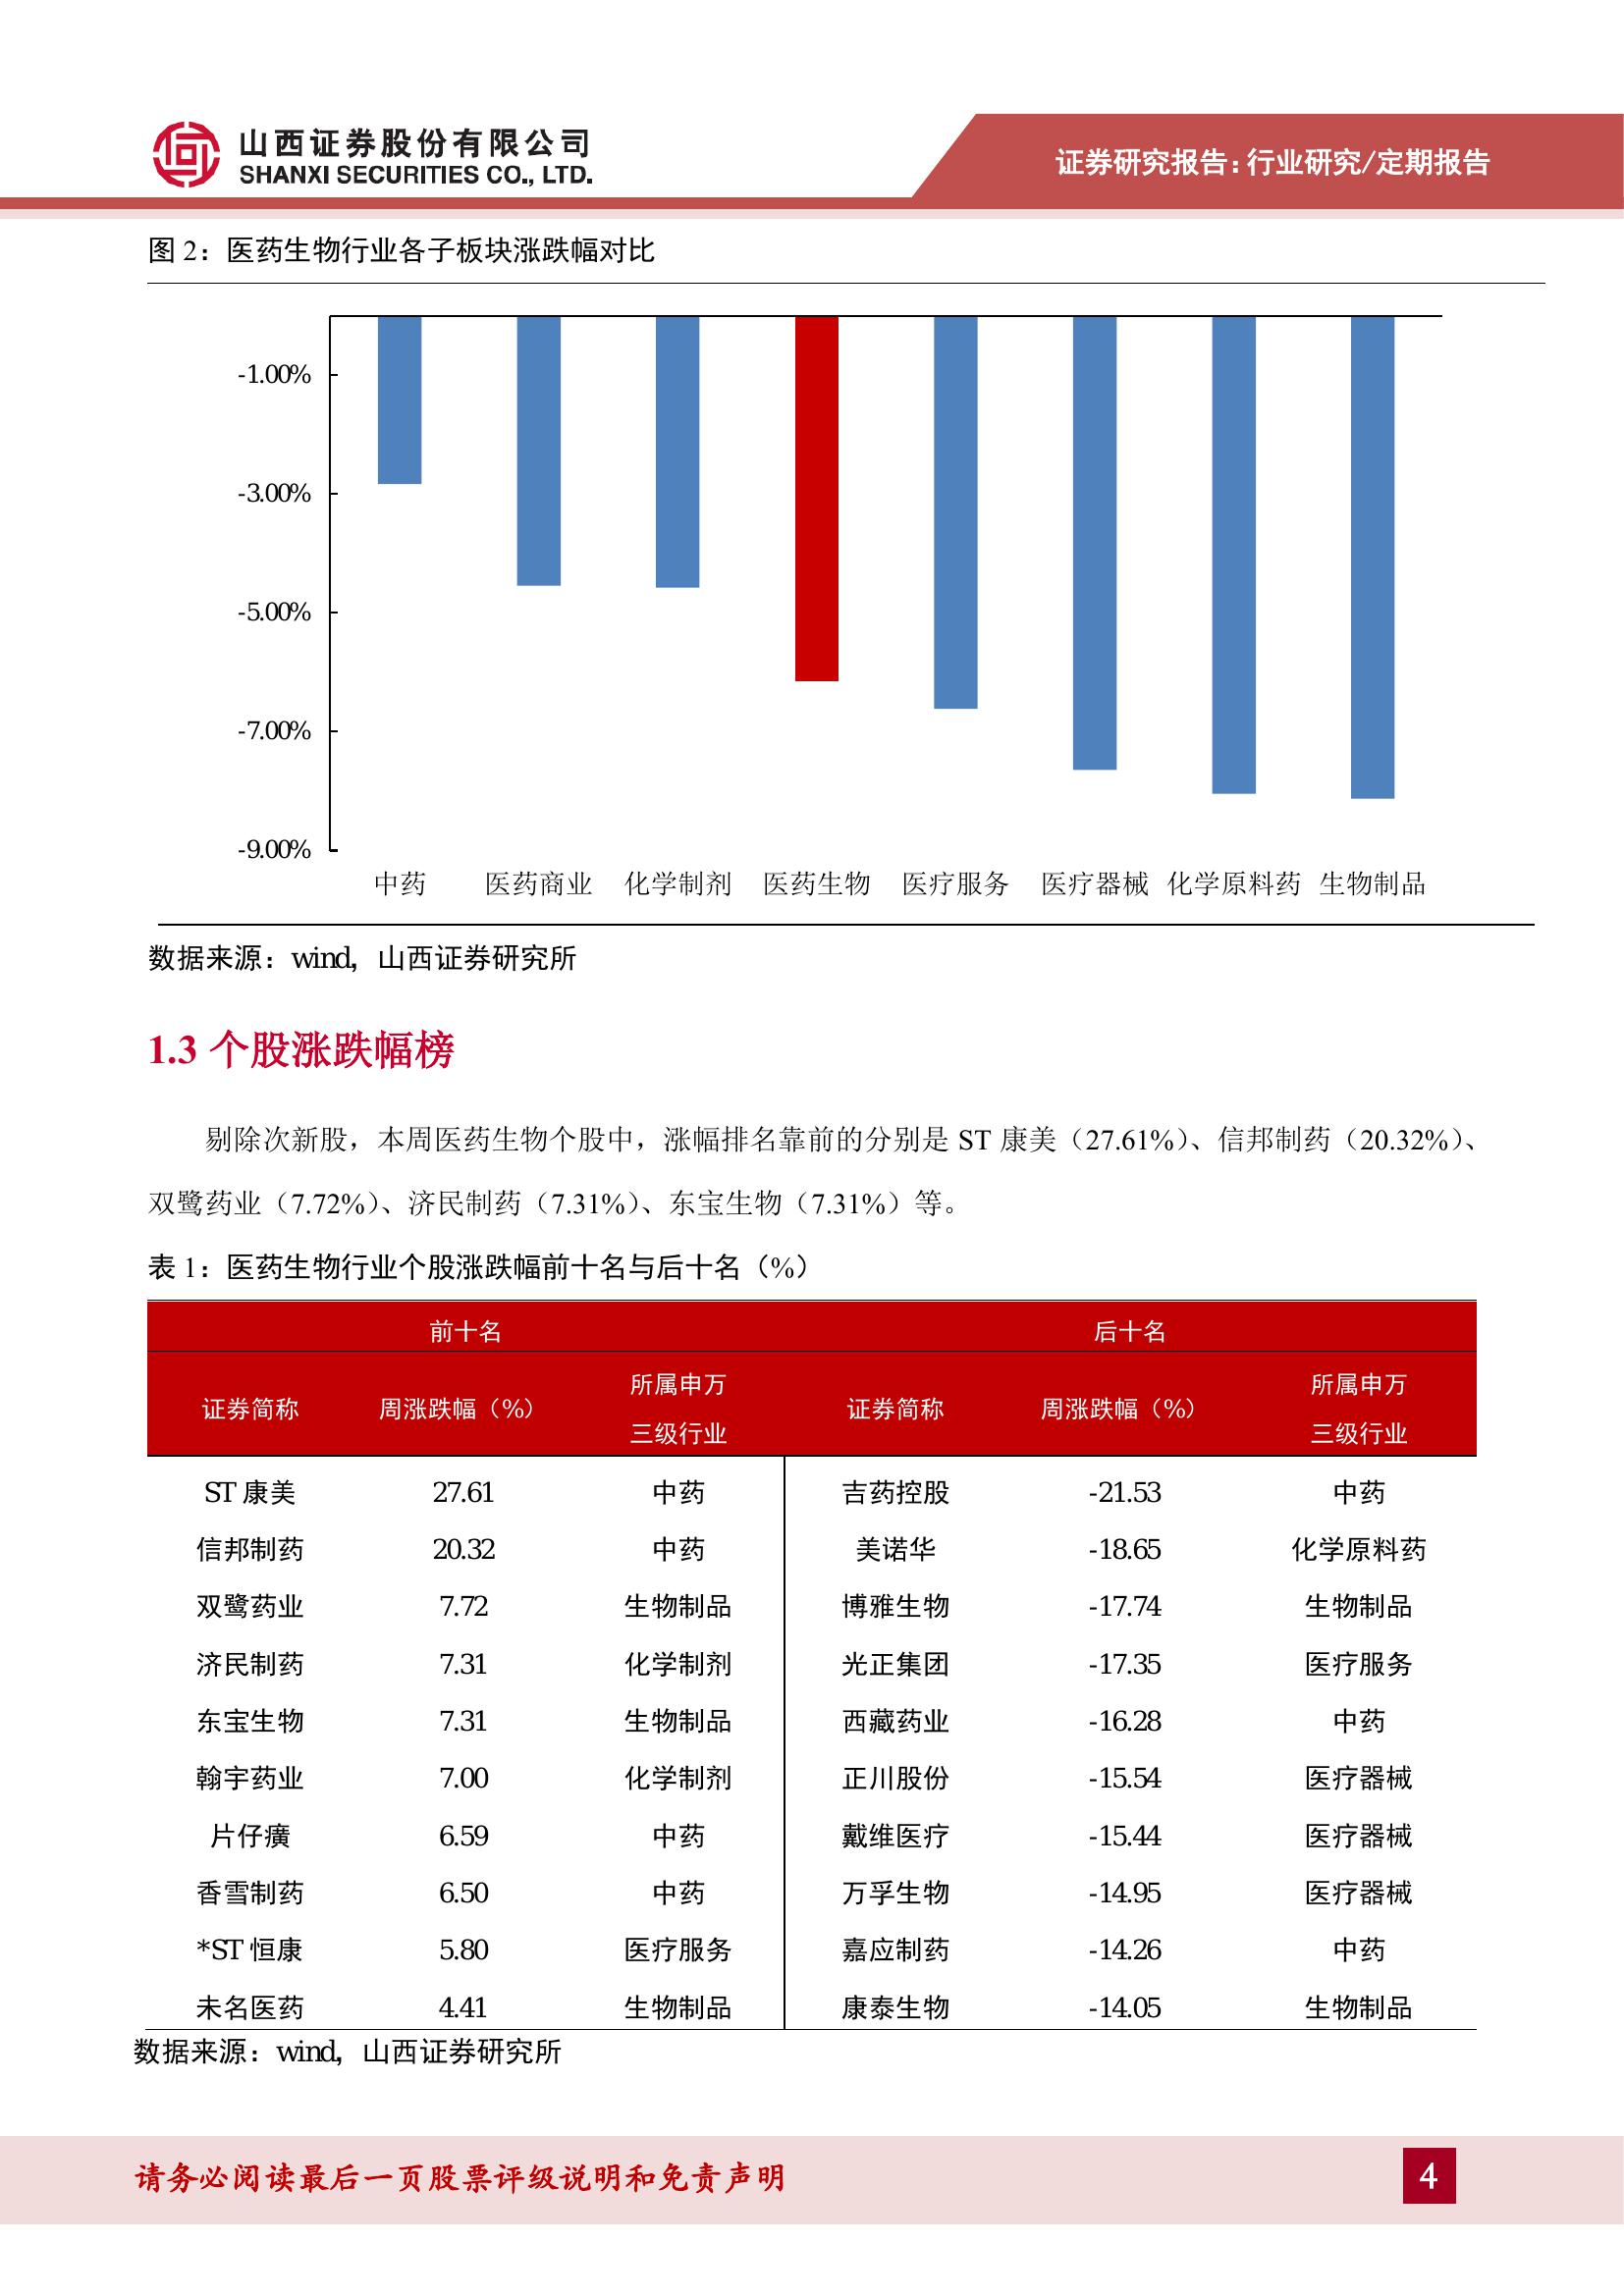 山西证券股份有限公司
SHANXI SECURITIES CO., LTD.
证券研究报告：行业研究/定期报告
图 2：医药生物行业各子板块涨跌幅对比
-1.00%
-3.00%
-5.00%
-7.00%
-9.00%
中药 医药商业 化学制剂 医药生物 医疗服务 医疗器械 化学原料药 生物制品
数据来源：wind，山西证券研究所
1.3 个股涨跌幅榜
剔除次新股，本周医药生物个股中，涨幅排名靠前的分别是 ST 康美（27.61%）、信邦制药（20.32%）、
双鹭药业（7.72%）、济民制药（7.31%）、东宝生物（7.31%）等。
表 1：医药生物行业个股涨跌幅前十名与后十名（%）
前十名 后十名
证券简称 周涨跌幅（%） 所属申万三级行业 证券简称 周涨跌幅（%） 所属申万三级行业
ST 康美 27.61 中药 吉药控股 -21.53 中药
信邦制药 20.32 中药 美诺华 -18.65 化学原料药
双鹭药业 7.72 生物制品 博雅生物 -17.74 生物制品
济民制药 7.31 化学制剂 光正集团 -17.35 医疗服务
东宝生物 7.31 生物制品 西藏药业 -16.28 中药
翰宇药业 7.00 化学制剂 正川股份 -15.54 医疗器械
片仔癀 6.59 中药 戴维医疗 -15.44 医疗器械
香雪制药 6.50 中药 万孚生物 -14.95 医疗器械
*ST 恒康 5.80 医疗服务 嘉应制药 -14.26 中药
未名医药 4.41 生物制品 康泰生物 -14.05 生物制品
数据来源：wind，山西证券研究所
请务必阅读最后一页股票评级说明和免责声明
4